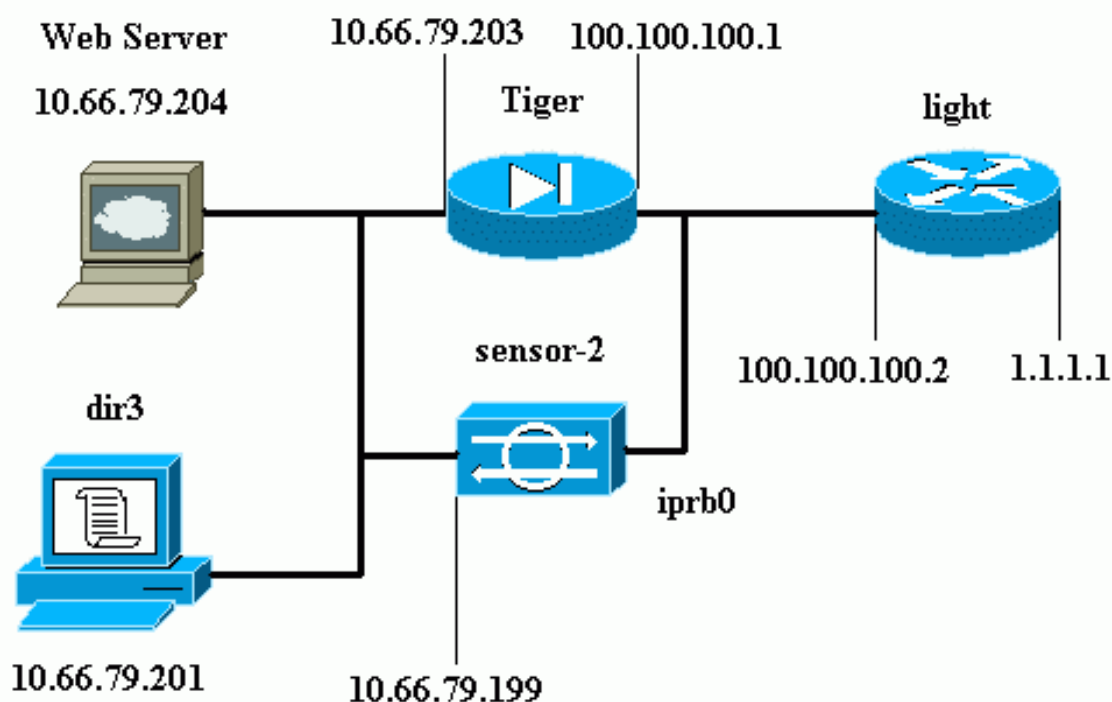 Web Server
10.66.79.204
10.66.79.203
100.100.100.1
Tiger
light
sensor-2
100.100.100.2
1.1.1.1
dir3
iprb0
10.66.79.201
10.66.79.199